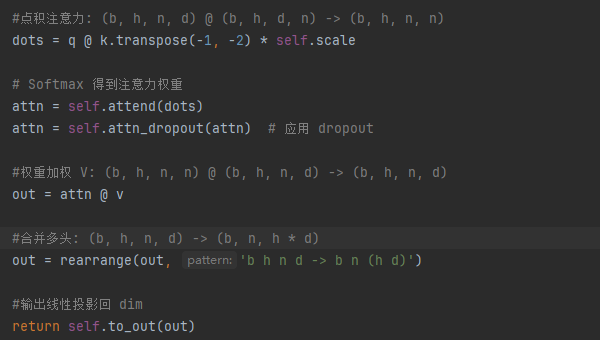 #点积注意力: (b, h, n, d) @ (b, h, d, n) -> (b, h, n, n)
dots = q @ k.transpose(-1, -2) * self.scale
# Softmax 得到注意力权重
attn = self.attend(dots)
attn = self.attn_dropout(attn)  # 应用 dropout
#权重加权 V: (b, h, n, n) @ (b, h, n, d) -> (b, h, n, d)
out = attn @ v
#合并多头: (b, h, n, d) -> (b, n, h * d)
out = rearrange(out, pattern: 'b h n d -> b n (h d)')
#输出线性投影回 dim
return self.to_out(out)